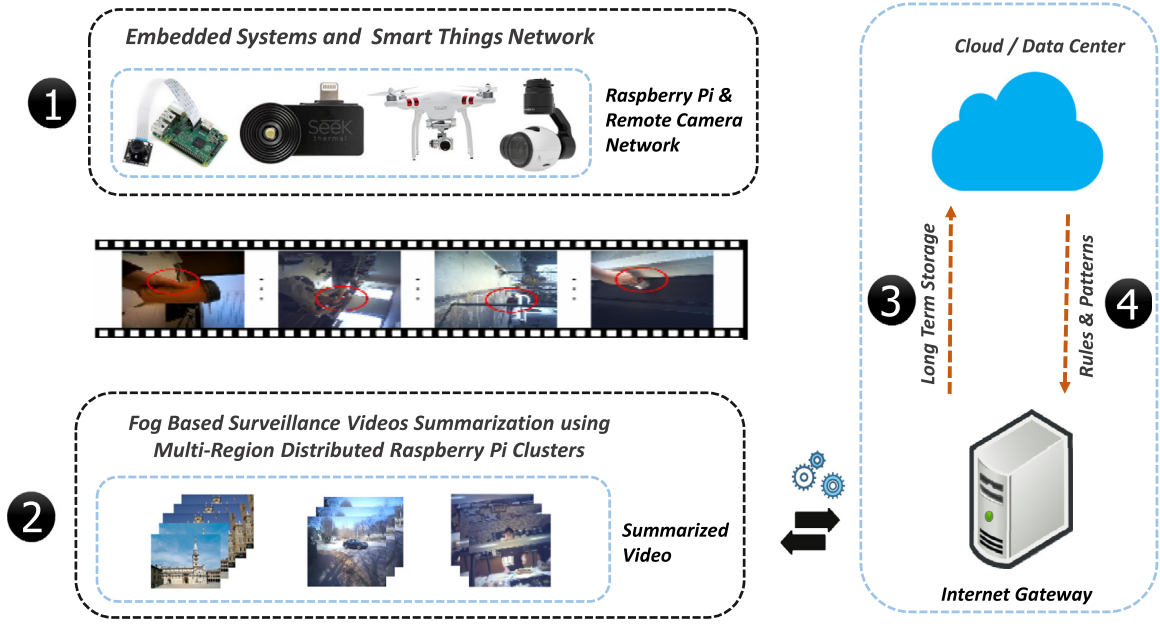 Embedded Systems and Smart Things Network
1
SeeK
thermal
Raspberry Pi &
Remote Camera
Network
Cloud / Data Center
3
Long Term Storage
Rules & Patterns
4
Fog Based Surveillance Videos Summarization using
Multi-Region Distributed Raspberry Pi Clusters
2
Summarized
Video
Internet Gateway